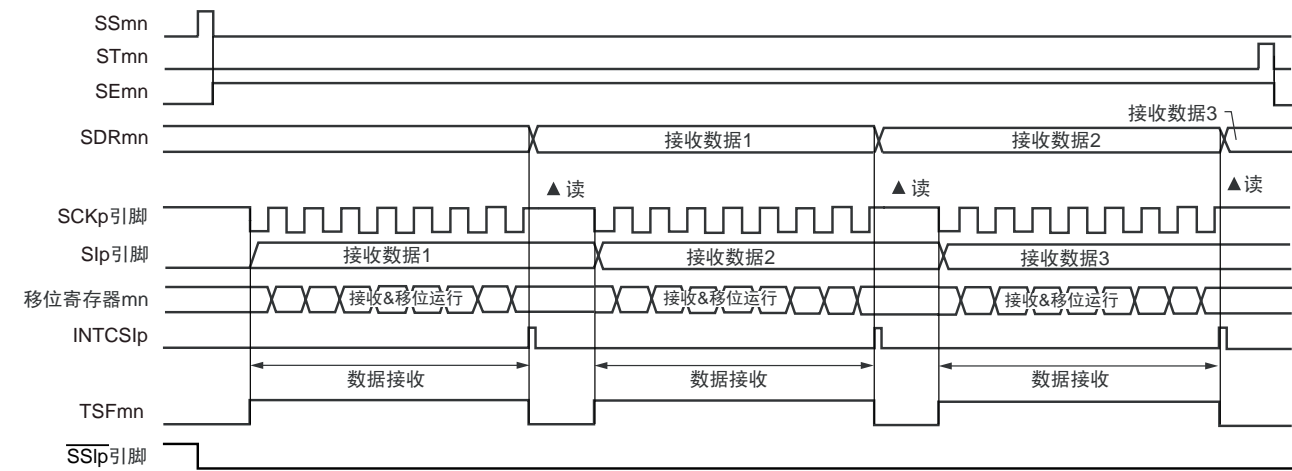 SSmn
STmn
SEmn
接收数据3
SDRmn 接收数据1 接收数据2
▲读 ▲读 ▲读
SCKp引脚
SIp引脚 接收数据1 接收数据2 接收数据3
移位寄存器mn 接收&移位运行 接收&移位运行 接收&移位运行
INTCSIp
数据接收 数据接收 数据接收
TSFmn
SSIp引脚